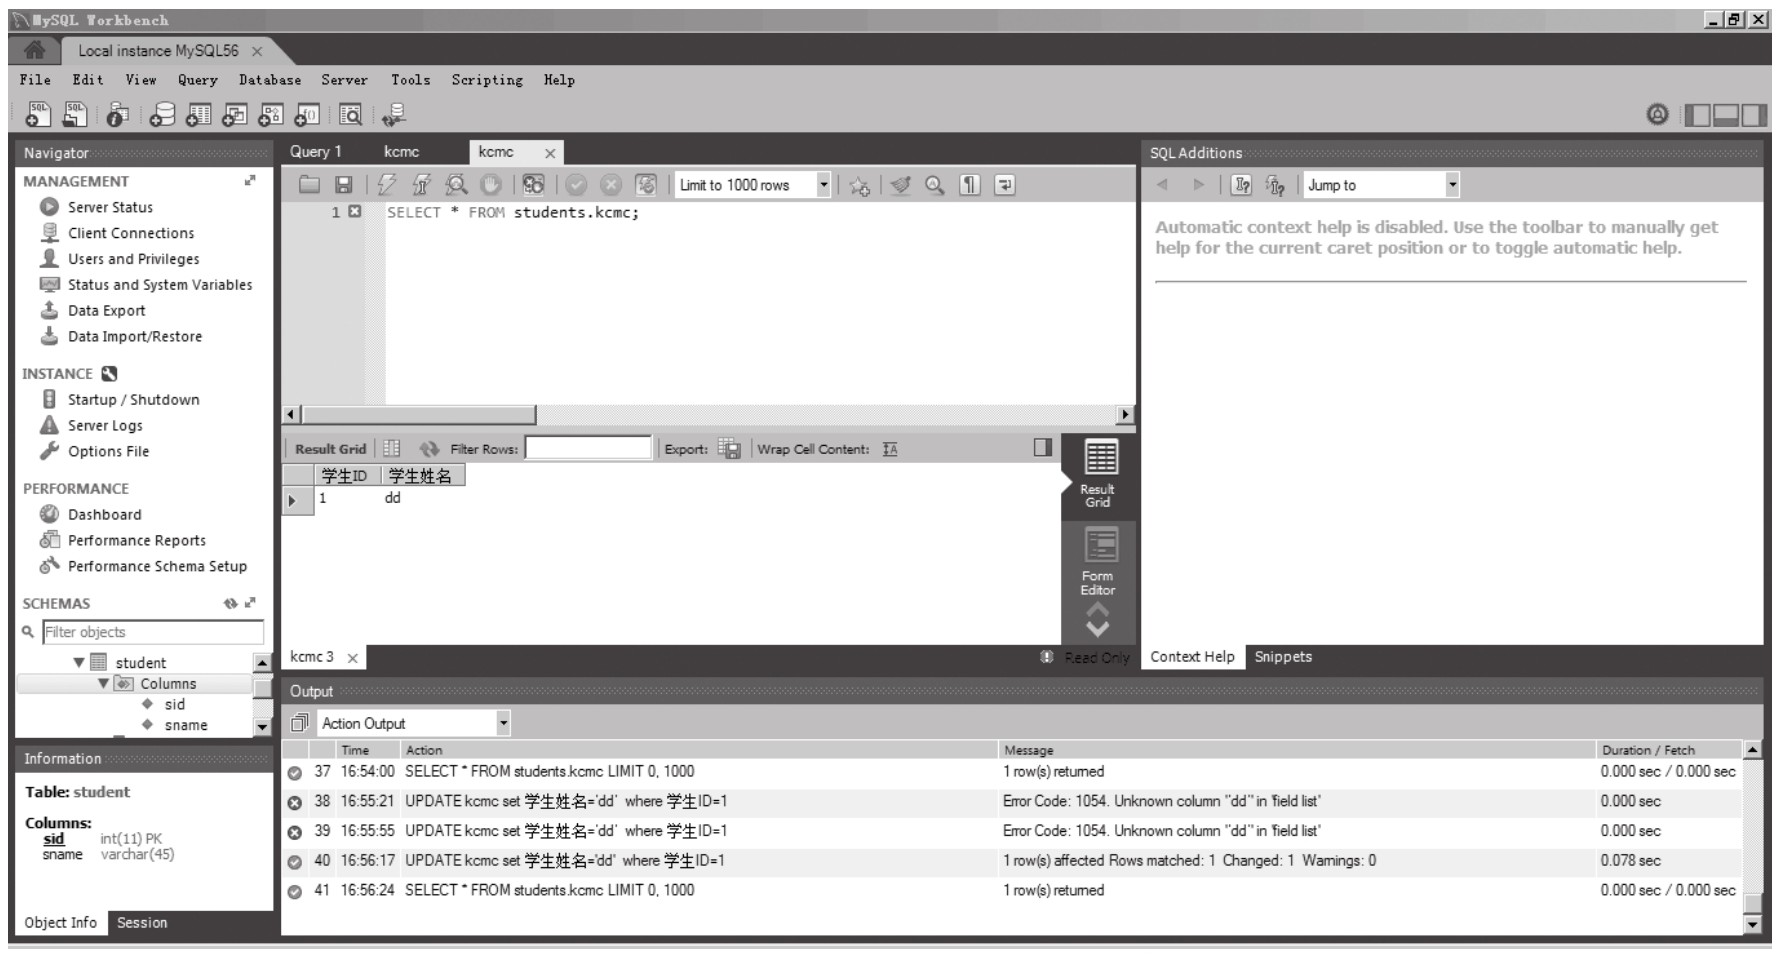 MySQL Workbench
Local instance MySQL56
File Edit View Query Database Server Tools Scripting Help
Navigator
MANAGEMENT
Server Status
Client Connections
Users and Privileges
Status and System Variables
Data Export
Data Import/Restore
INSTANCE
Startup / Shutdown
Server Logs
Options File
PERFORMANCE
Dashboard
Performance Reports
Performance Schema Setup
SCHEMAS
Filter objects
student
Columns
sid
sname
Information
Table: student
Columns:
sid int(11) PK
sname varchar(45)
Object Info Session
Query 1 kcmc kcmc
Limit to 1000 rows
1 SELECT * FROM students.kcmc;
Result Grid Filter Rows: Export: Wrap Cell Content:
学生ID 学生姓名
1 dd
Result
Grid
Form
Editor
kcmc 3 Read Only
SQL Additions
Jump to
Automatic context help is disabled. Use the toolbar to manually get
help for the current caret position or to toggle automatic help.
Context Help Snippets
Output
Action Output
Time Action Message Duration / Fetch
37 16:54:00 SELECT * FROM students.kcmc LIMIT 0, 1000 1 row(s) returned 0.000 sec / 0.000 sec
38 16:55:21 UPDATE kcmc set 学生姓名=‘dd’ where 学生ID=1 Error Code: 1054. Unknown column '‘dd’' in 'field list' 0.000 sec
39 16:55:55 UPDATE kcmc set 学生姓名=‘dd’ where 学生ID=1 Error Code: 1054. Unknown column '‘dd’' in 'field list' 0.000 sec
40 16:56:17 UPDATE kcmc set 学生姓名='dd' where 学生ID=1 1 row(s) affected Rows matched: 1 Changed: 1 Warnings: 0 0.078 sec
41 16:56:24 SELECT * FROM students.kcmc LIMIT 0, 1000 1 row(s) returned 0.000 sec / 0.000 sec